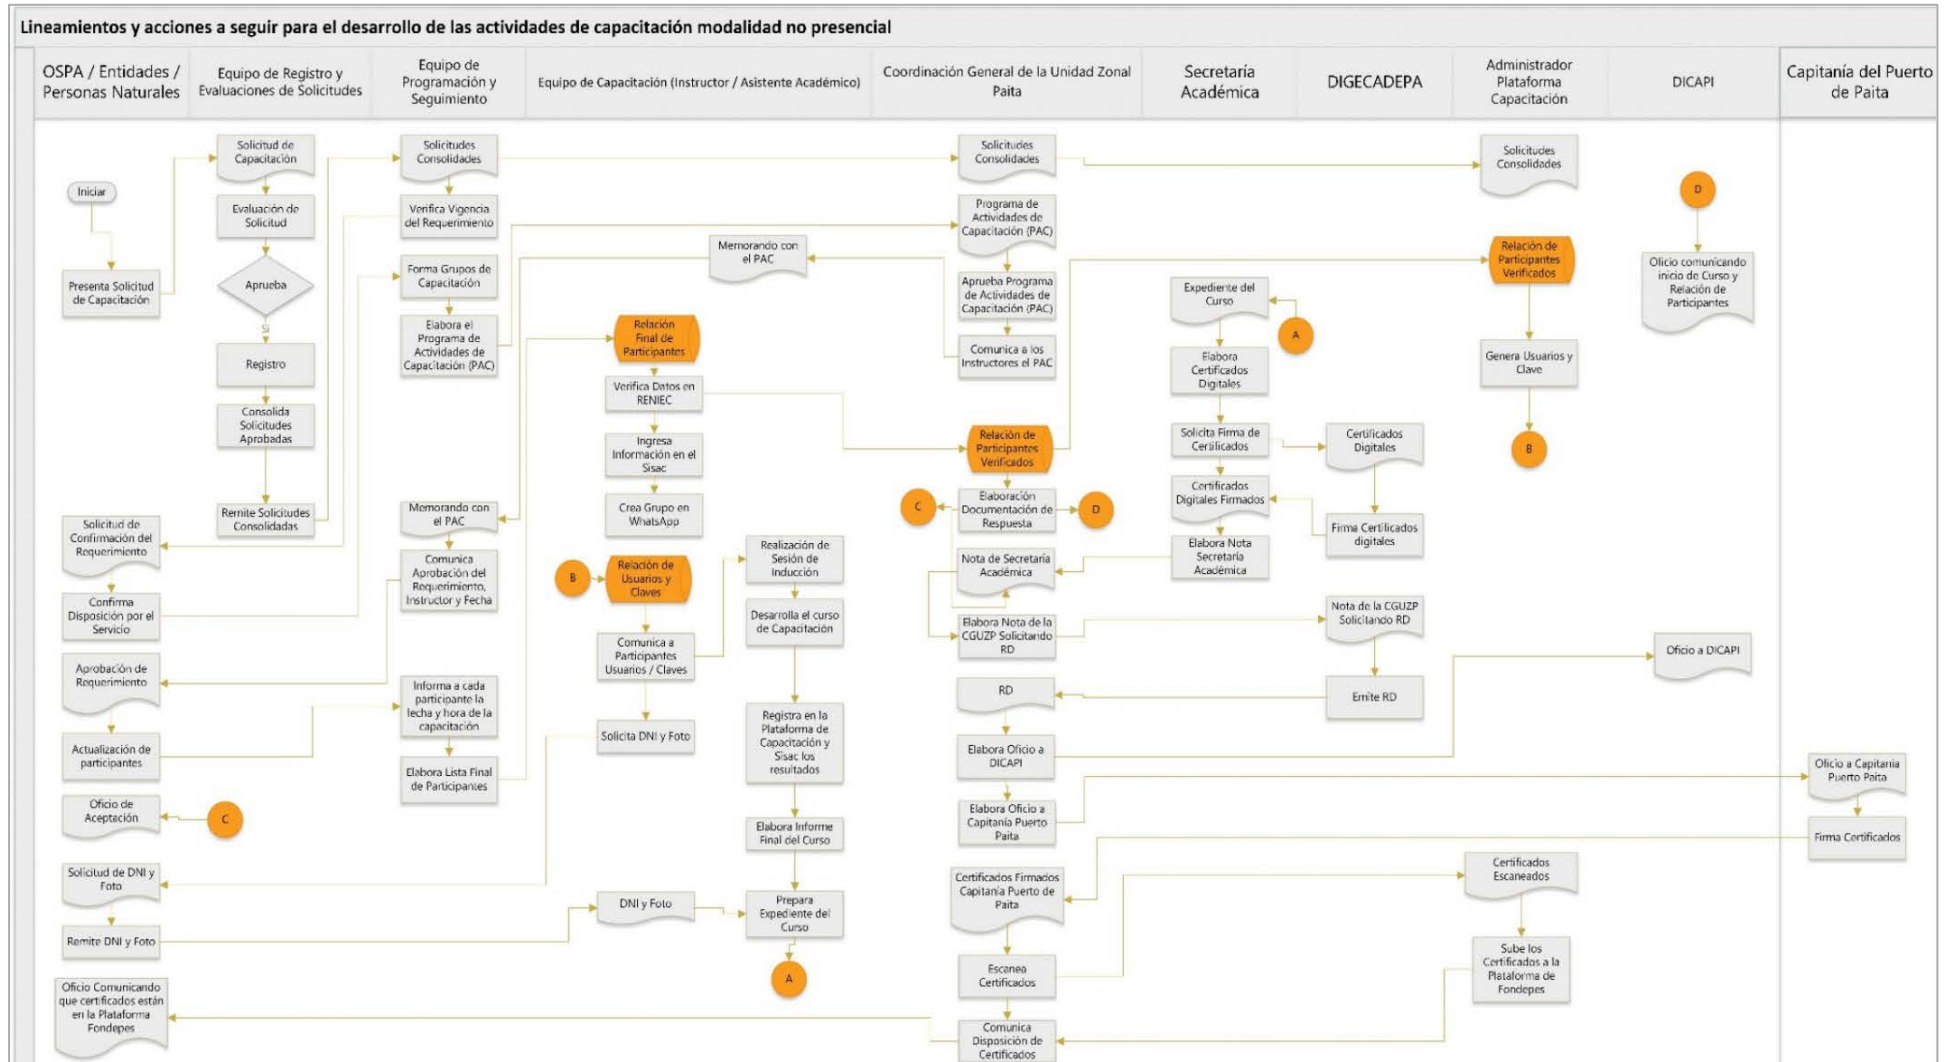 Lineamientos y acciones a seguir para el desarrollo de las actividades de capacitación modalidad no presencial
OSPA / Entidades /
Personas Naturales
Equipo de Registro y
Evaluaciones de Solicitudes
Equipo de
Programación y
Seguimiento
Equipo de Capacitación (Instructor / Asistente Académico)
Coordinación General de la Unidad Zonal
Paita
Secretaría
Académica
DIGECADEPA
Administrador
Plataforma
Capacitación
DICAPI
Capitanía del Puerto
de Paita
Iniciar
Presenta Solicitud
de Capacitación
Solicitud de
Confirmación del
Requerimiento
Confirma
Disposición por el
Servicio
Aprobación de
Requerimiento
Actualización de
participantes
Oficio de
Aceptación
C
Solicitud de DNI y
Foto
Remite DNI y Foto
Oficio Comunicando
que certificados están
en la Plataforma
Fondepes
Solicitud de
Capacitación
Evaluación de
Solicitud
Aprueba
Si
Registro
Consolida
Solicitudes
Aprobadas
Remite Solicitudes
Consolidadas
Solicitudes
Consolidades
Verifica Vigencia
del Requerimiento
Forma Grupos de
Capacitación
Elabora el
Programa de
Actividades de
Capacitación (PAC)
Memorando con
el PAC
Comunica
Aprobación del
Requerimiento,
Instructor y Fecha
Informa a cada
participante la
fecha y hora de la
capacitación
Elabora Lista Final
de Participantes
Memorando con
el PAC
Relación
Final de
Participantes
Verifica Datos en
RENIEC
Ingresa
Información en el
Sisac
Crea Grupo en
WhatsApp
B
Relación de
Usuarios y
Claves
Comunica a
Participantes
Usuarios / Claves
Solicita DNI y Foto
DNI y Foto
Realización de
Sesión de
Inducción
Desarrolla el curso
de Capacitación
Registra en la
Plataforma de
Capacitación y
Sisac los
resultados
Elabora Informe
Final del Curso
Prepara
Expediente del
Curso
A
Solicitudes
Consolidades
Programa de
Actividades de
Capacitación (PAC)
Aprueba Programa
de Actividades de
Capacitación (PAC)
Comunica a los
Instructores el PAC
Relación de
Participantes
Verificados
C
Elaboración
Documentación de
Respuesta
D
Nota de Secretaría
Académica
Elabora Nota de la
CGUZP Solicitando
RD
RD
Elabora Oficio a
DICAPI
Elabora Oficio a
Capitanía Puerto
Paita
Certificados Firmados
Capitanía Puerto de
Paita
Escanea
Certificados
Comunica
Disposición de
Certificados
Expediente del
Curso
A
Elabora
Certificados
Digitales
Solicita Firma de
Certificados
Certificados
Digitales Firmados
Elabora Nota
Secretaría
Académica
Certificados
Digitales
Firma Certificados
digitales
Nota de la CGUZP
Solicitando RD
Emite RD
Solicitudes
Consolidades
Relación de
Participantes
Verificados
Genera Usuarios y
Clave
B
Certificados
Escaneados
Sube los
Certificados a la
Plataforma de
Fondepes
D
Oficio comunicando
inicio de Curso y
Relación de
Participantes
Oficio a DICAPI
Oficio a Capitanía
Puerto Paita
Firma Certificados